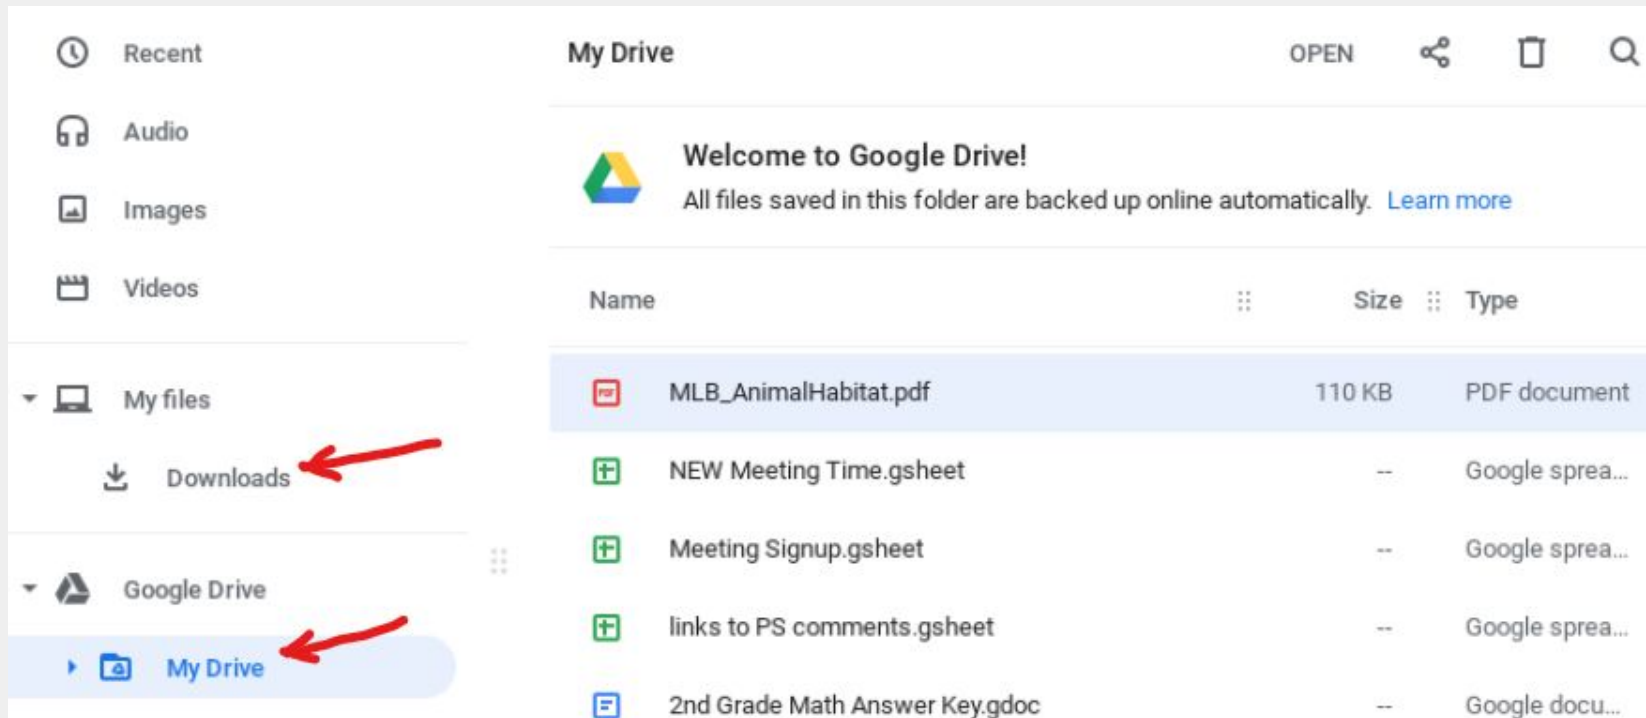 Recent
Audio
Images
Videos
My files
Downloads
Google Drive
My Drive
My Drive OPEN
Welcome to Google Drive!
All files saved in this folder are backed up online automatically. Learn more
Name Size Type
MLB_AnimalHabitat.pdf 110 KB PDF document
NEW Meeting Time.gsheet -- Google sprea...
Meeting Signup.gsheet -- Google sprea...
links to PS comments.gsheet -- Google sprea...
2nd Grade Math Answer Key.gdoc -- Google docu...